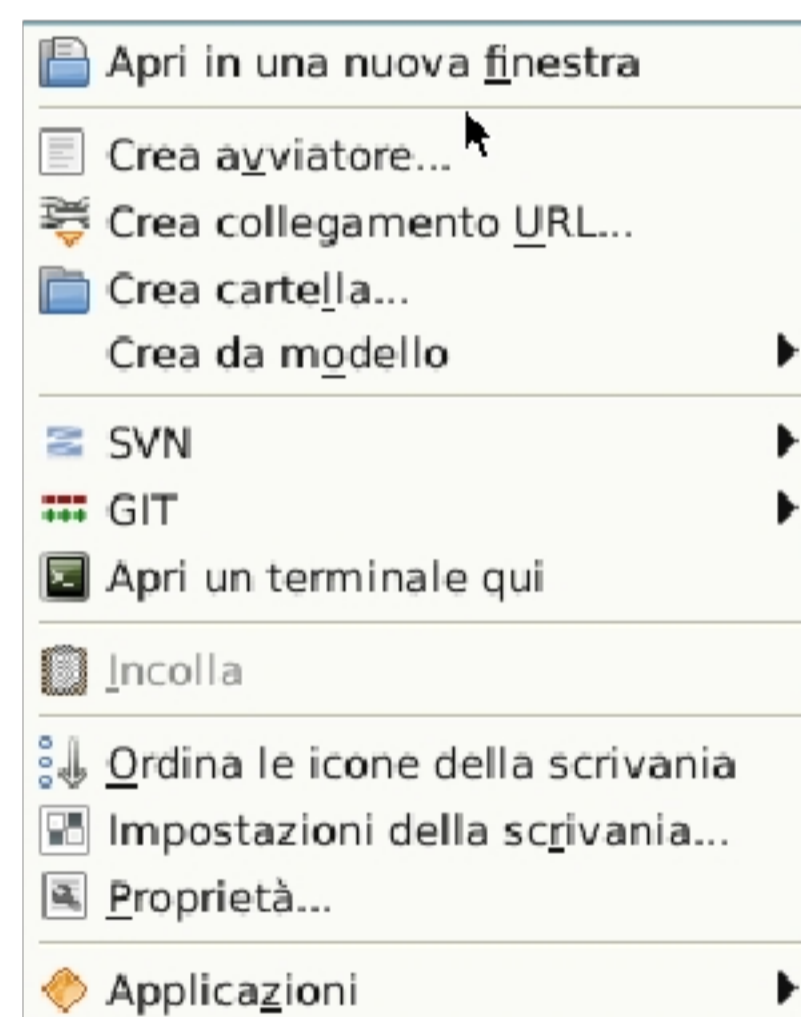 Apri in una nuova finestra
Crea avviatore...
Crea collegamento URL...
Crea cartella...
Crea da modello
SVN
GIT
Apri un terminale qui
Incolla
Ordina le icone della scrivania
Impostazioni della scrivania...
Proprietà...
Applicazioni